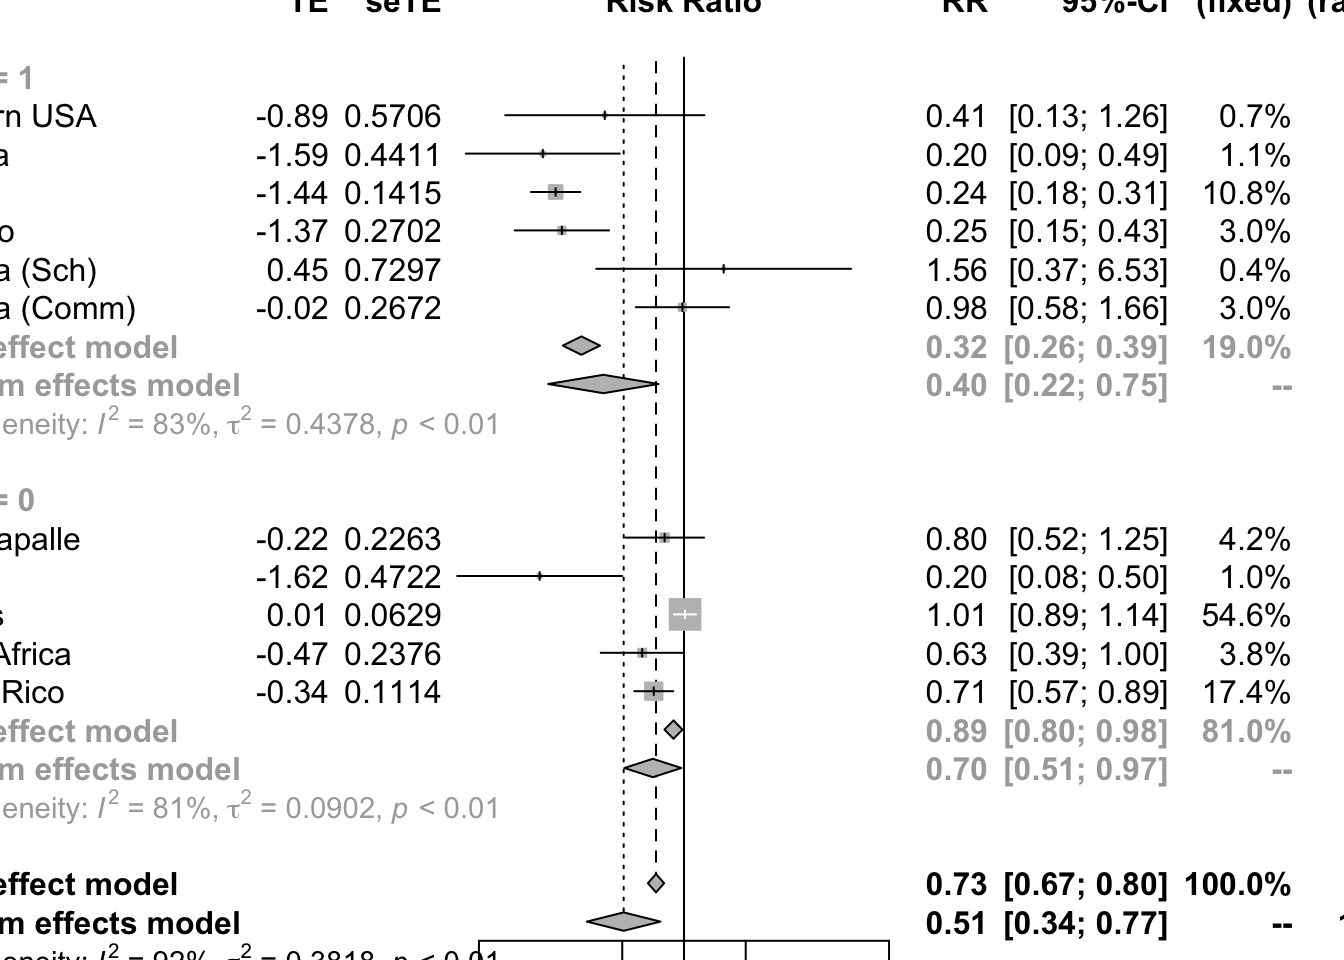 TE seTE Risk Ratio RR 95%-CI (fixed)
= 1
rn USA -0.89 0.5706 0.41 [0.13; 1.26] 0.7%
a -1.59 0.4411 0.20 [0.09; 0.49] 1.1%
-1.44 0.1415 0.24 [0.18; 0.31] 10.8%
o -1.37 0.2702 0.25 [0.15; 0.43] 3.0%
a (Sch) 0.45 0.7297 1.56 [0.37; 6.53] 0.4%
a (Comm) -0.02 0.2672 0.98 [0.58; 1.66] 3.0%
effect model 0.32 [0.26; 0.39] 19.0%
m effects model 0.40 [0.22; 0.75] --
eneity: I² = 83%, τ² = 0.4378, p < 0.01
= 0
apalle -0.22 0.2263 0.80 [0.52; 1.25] 4.2%
-1.62 0.4722 0.20 [0.08; 0.50] 1.0%
s 0.01 0.0629 1.01 [0.89; 1.14] 54.6%
Africa -0.47 0.2376 0.63 [0.39; 1.00] 3.8%
Rico -0.34 0.1114 0.71 [0.57; 0.89] 17.4%
effect model 0.89 [0.80; 0.98] 81.0%
m effects model 0.70 [0.51; 0.97] --
eneity: I² = 81%, τ² = 0.0902, p < 0.01
effect model 0.73 [0.67; 0.80] 100.0%
m effects model 0.51 [0.34; 0.77] --
eneity: I² = 92%, τ² = 0.3818, p < 0.01